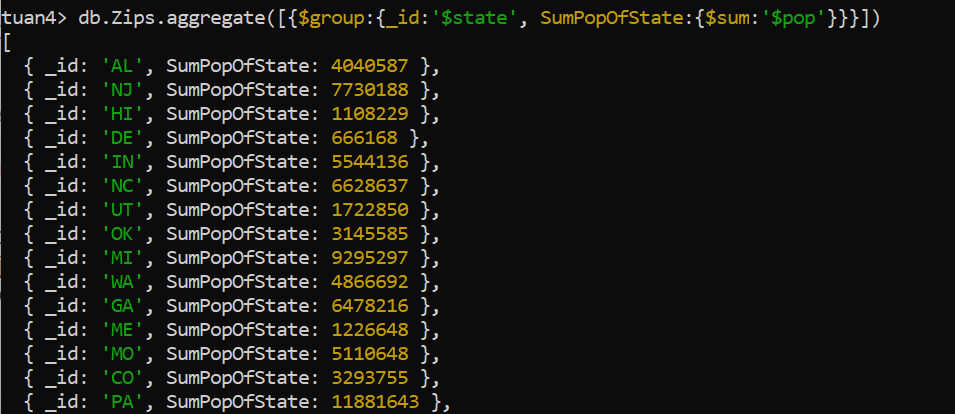 tuan4> db.Zips.aggregate([{$group:{_id:'$state', SumPopOfState:{$sum:'$pop'}}}])
[
  { _id: 'AL', SumPopOfState: 4040587 },
  { _id: 'NJ', SumPopOfState: 7730188 },
  { _id: 'HI', SumPopOfState: 1108229 },
  { _id: 'DE', SumPopOfState: 666168 },
  { _id: 'IN', SumPopOfState: 5544136 },
  { _id: 'NC', SumPopOfState: 6628637 },
  { _id: 'UT', SumPopOfState: 1722850 },
  { _id: 'OK', SumPopOfState: 3145585 },
  { _id: 'MI', SumPopOfState: 9295297 },
  { _id: 'WA', SumPopOfState: 4866692 },
  { _id: 'GA', SumPopOfState: 6478216 },
  { _id: 'ME', SumPopOfState: 1226648 },
  { _id: 'MO', SumPopOfState: 5110648 },
  { _id: 'CO', SumPopOfState: 3293755 },
  { _id: 'PA', SumPopOfState: 11881643 },